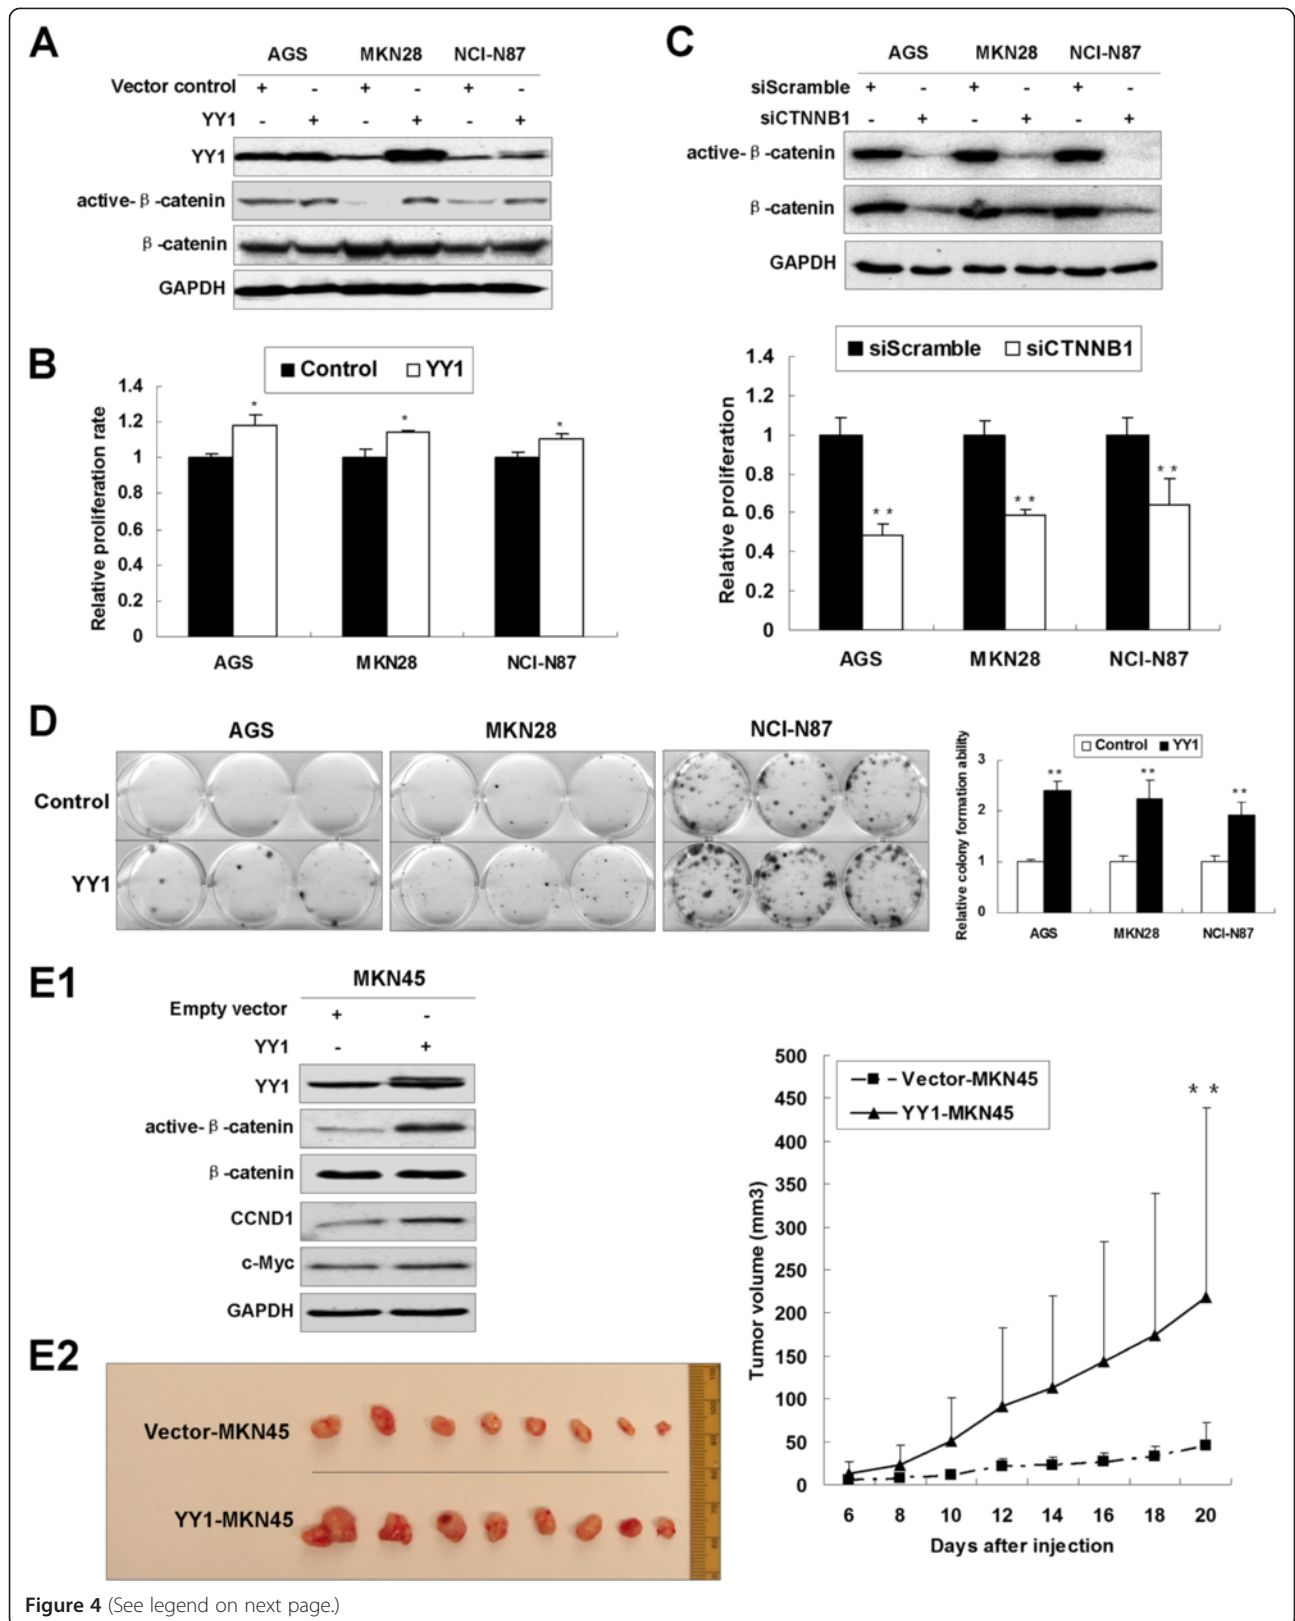 A
AGS MKN28 NCI-N87
Vector control + - + - + -
YY1 - + - + - +
YY1
active-β-catenin
β-catenin
GAPDH
C
AGS MKN28 NCI-N87
siScramble + - + - + -
siCTNNB1 - + - + - +
active-β-catenin
β-catenin
GAPDH
B
Control YY1
Relative proliferation rate
1.4
1.2
1
0.8
0.6
0.4
0.2
0
* * *
AGS MKN28 NCI-N87
siScramble siCTNNB1
Relative proliferation
1.4
1.2
1
0.8
0.6
0.4
0.2
0
** ** **
AGS MKN28 NCI-N87
D
AGS MKN28 NCI-N87
Control
YY1
Control YY1
Relative colony formation ability
3
2
1
0
** ** **
AGS MKN28 NCI-N87
E1
MKN45
Empty vector + -
YY1 - +
YY1
active-β-catenin
β-catenin
CCND1
c-Myc
GAPDH
E2
Vector-MKN45
YY1-MKN45
Vector-MKN45
YY1-MKN45
Tumor volume (mm3)
500
450
400
350
300
250
200
150
100
50
0
**
6 8 10 12 14 16 18 20
Days after injection
Figure 4 (See legend on next page.)